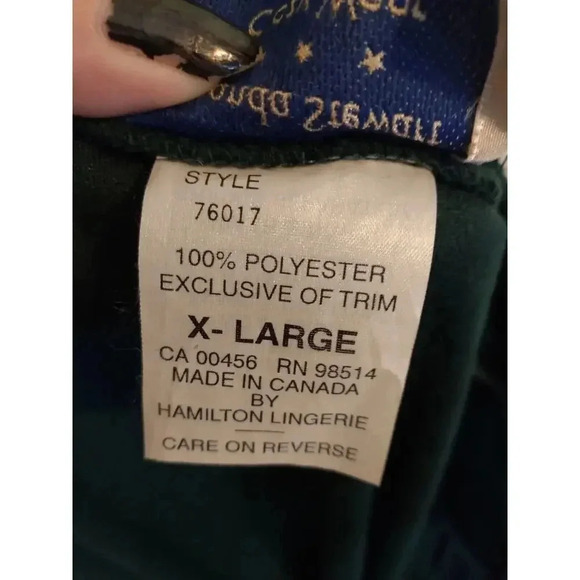 Stewart
STYLE
76017
100% POLYESTER
EXCLUSIVE OF TRIM
X- LARGE
CA 00456 RN 98514
MADE IN CANADA
BY
HAMILTON LINGERIE
CARE ON REVERSE